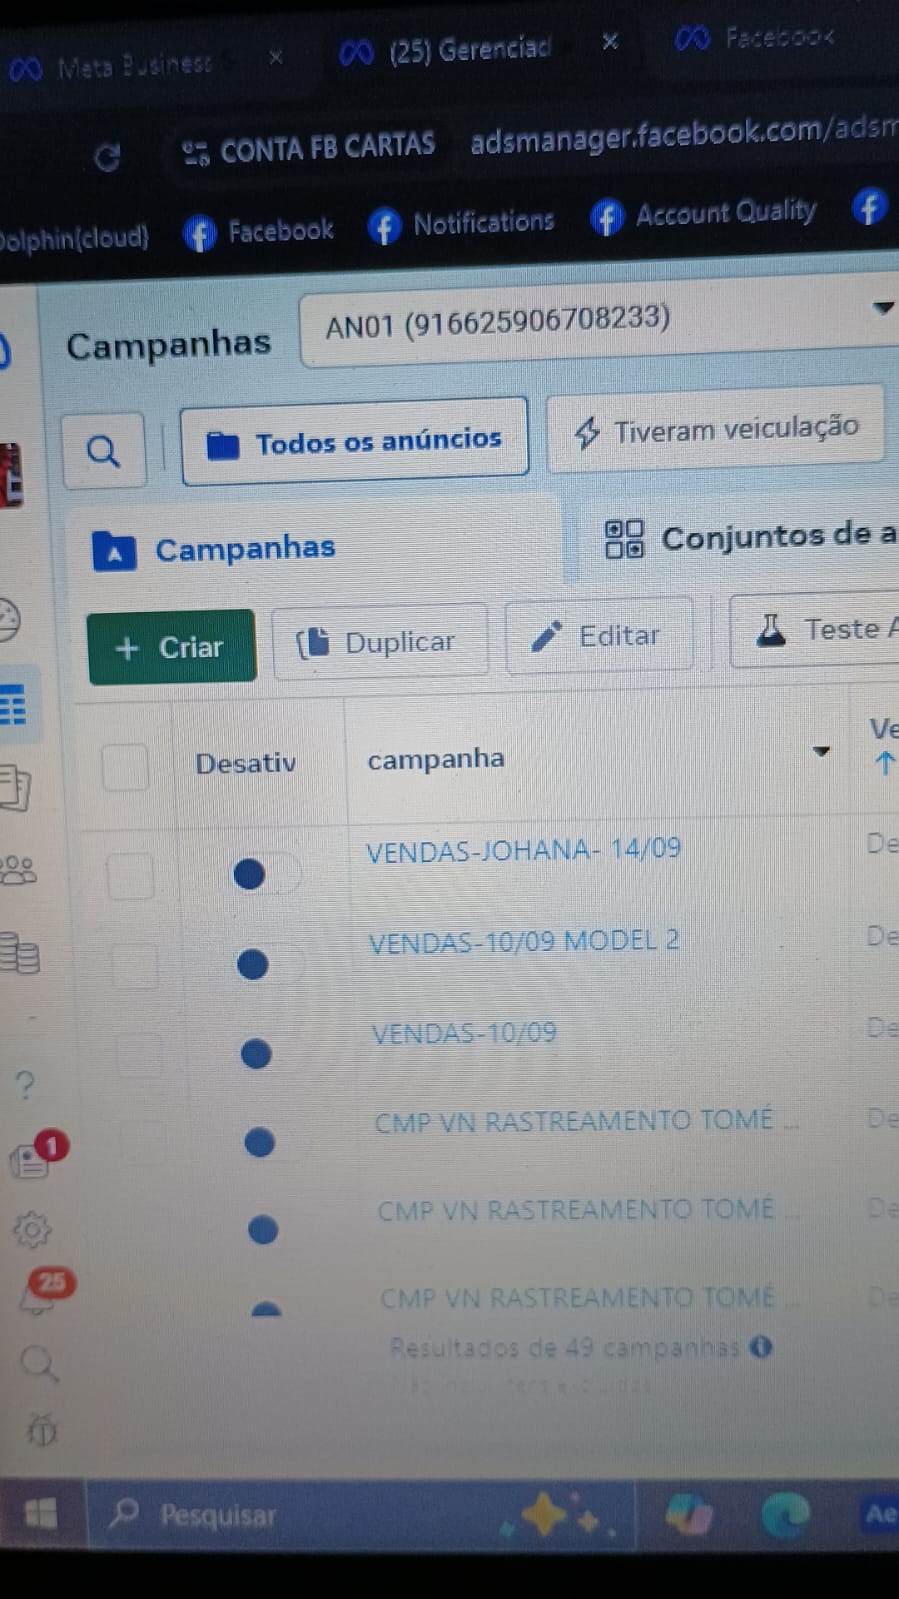 Meta Business S
(25) Gerenciad
Facebook
CONTA FB CARTAS
adsmanager.facebook.com/adsm
Dolphin{cloud}
Facebook
Notifications
Account Quality
Campanhas
AN01 (916625906708233)
Todos os anúncios
Tiveram veiculação
Campanhas
Conjuntos de a
+ Criar
Duplicar
Editar
Teste A
Desativ
campanha
Ve
VENDAS-JOHANA- 14/09
De
VENDAS-10/09 MODEL 2
De
VENDAS-10/09
De
CMP VN RASTREAMENTO TOMÉ ...
De
CMP VN RASTREAMENTO TOMÉ ...
De
CMP VN RASTREAMENTO TOMÉ ...
De
1
25
Resultados de 49 campanhas
Pesquisar
Ae